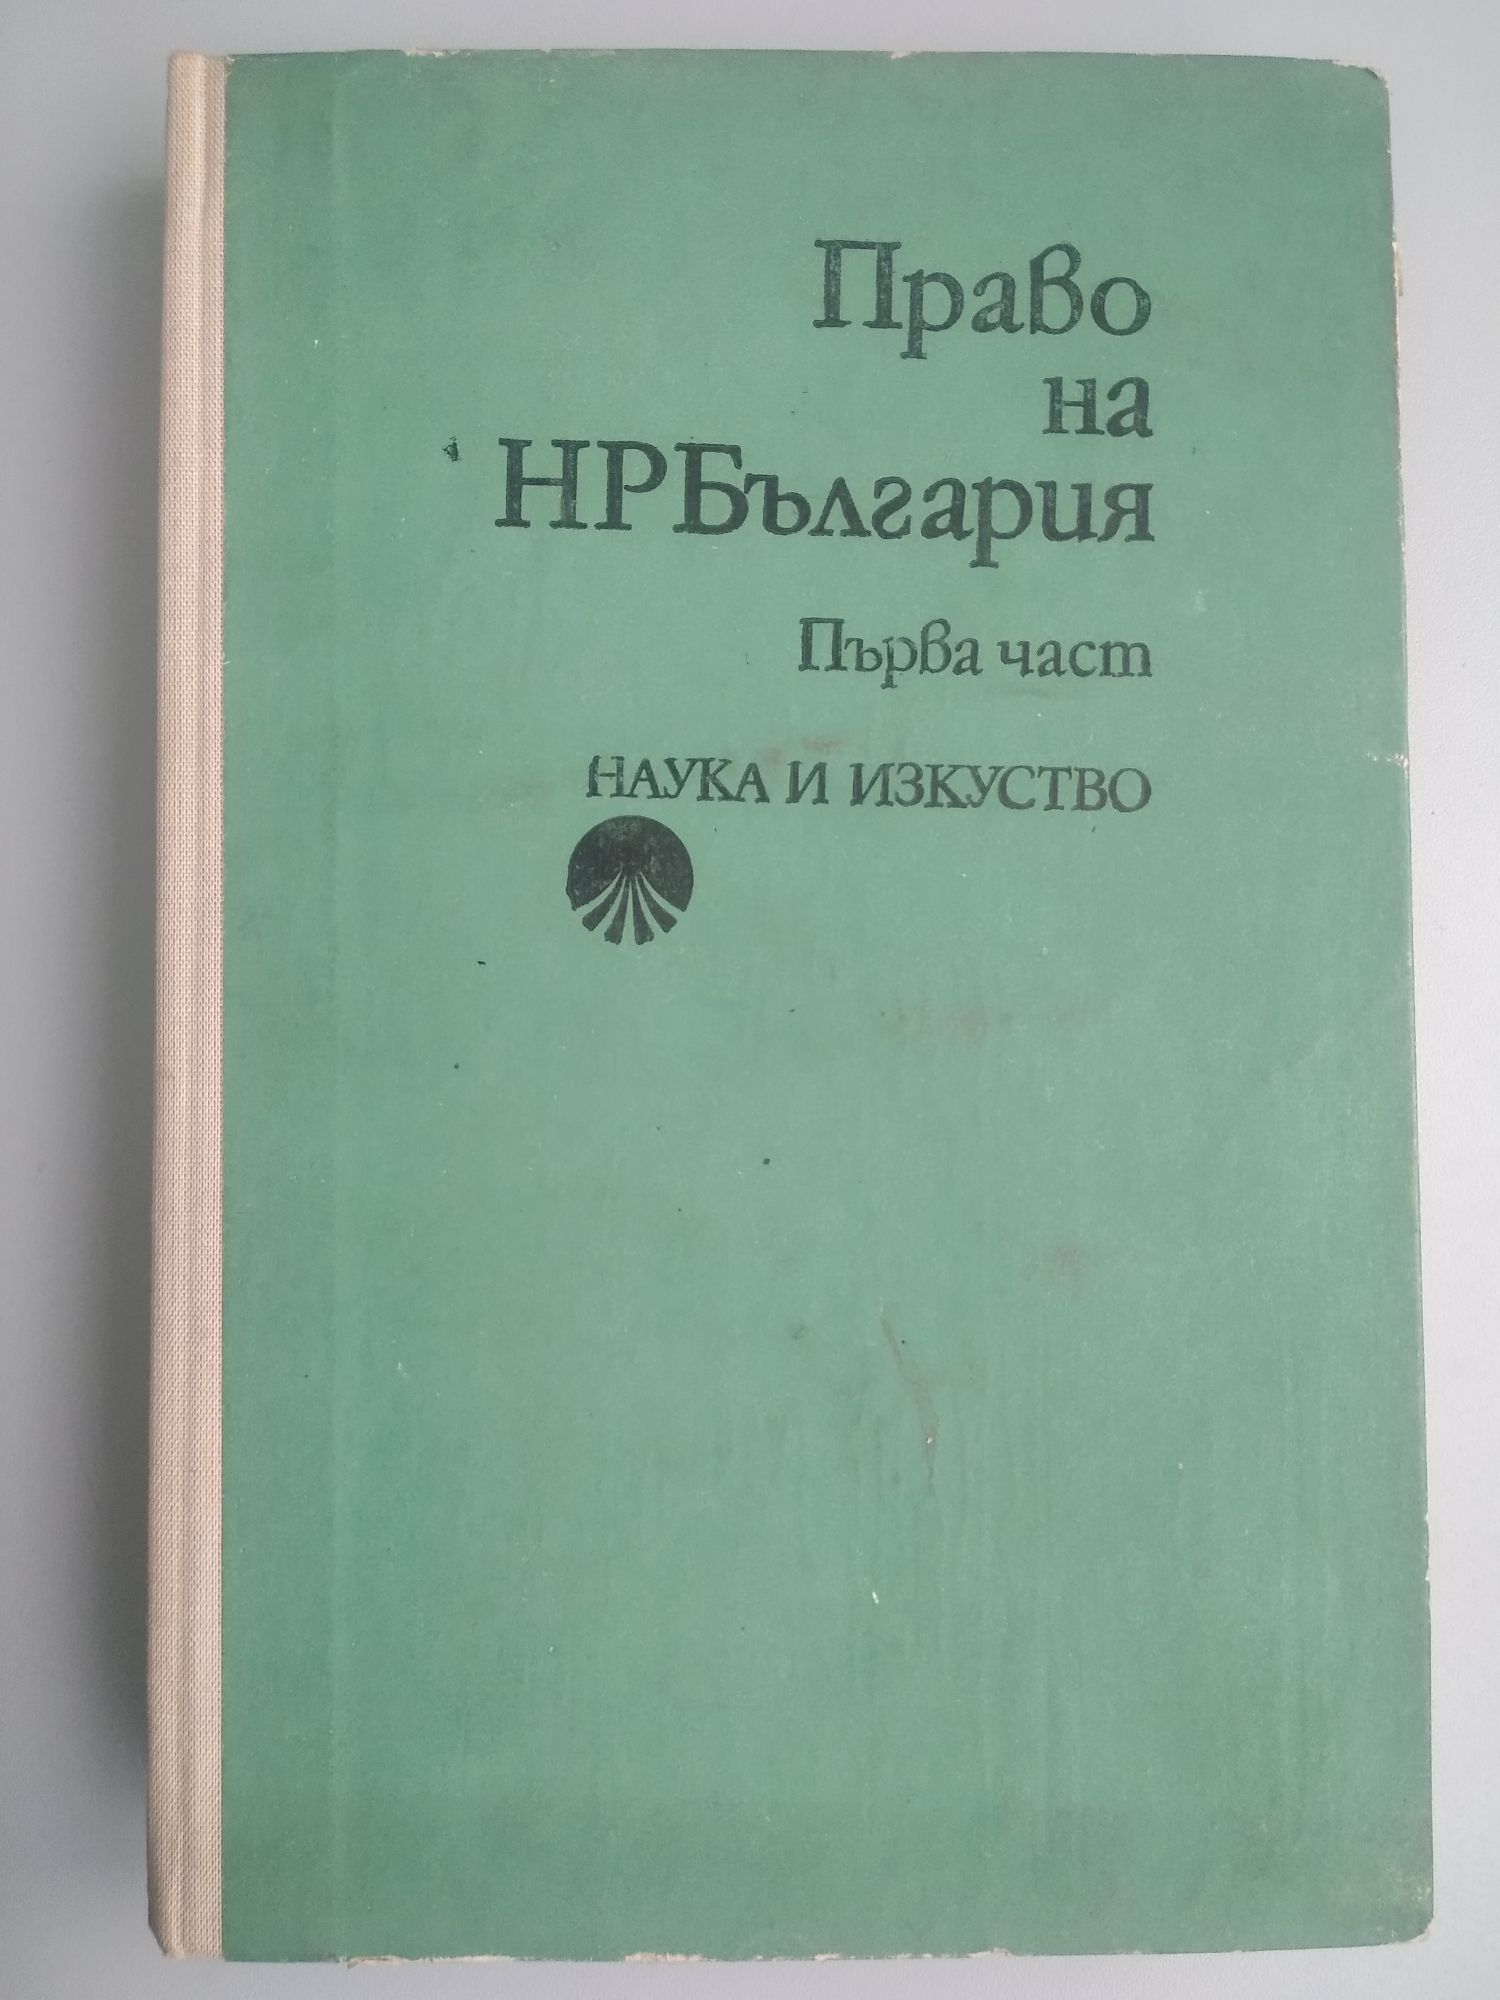 Право
на
НРБългария
Първа част
НАУКА И ИЗКУСТВО